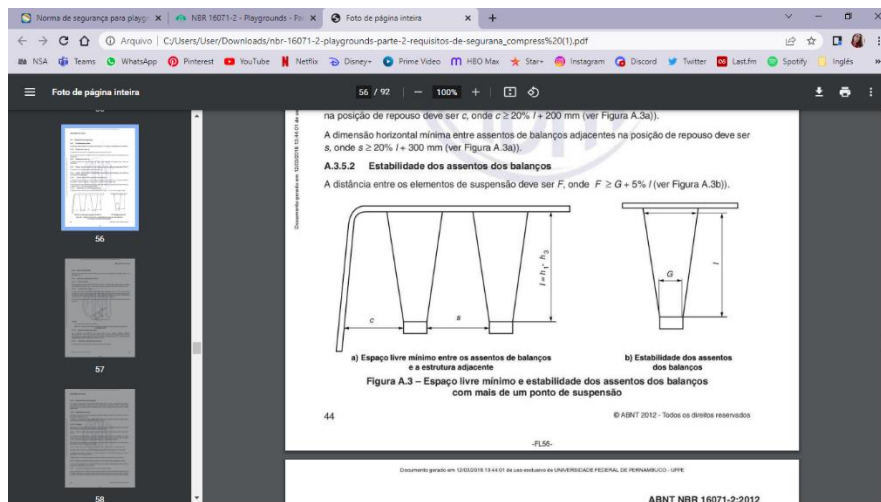 Norma de segurança para playgr
NBR 16071-2 - Playgrounds - Par
Foto de página inteira
Arquivo | C:/Users/User/Downloads/nbr-16071-2-playgrounds-parte-2-requisitos-de-segurana_compress%20(1).pdf
NSA Teams WhatsApp Pinterest YouTube Netflix Disney+ Prime Video HBO Max Star+ Instagram Discord Twitter Last.fm Spotify Inglês »
Foto de página inteira
56 / 92 | − 100% +
na posição de repouso deve ser c, onde c ≥ 20% l + 200 mm (ver Figura A.3a)).
A dimensão horizontal mínima entre assentos de balanços adjacentes na posição de repouso deve ser
s, onde s ≥ 20% l + 300 mm (ver Figura A.3a)).
A.3.5.2 Estabilidade dos assentos dos balanços
A distância entre os elementos de suspensão deve ser F, onde F ≥ G + 5% l (ver Figura A.3b)).
l = h1- h3
l
G
c
s
a) Espaço livre mínimo entre os assentos de balanços
e a estrutura adjacente
b) Estabilidade dos assentos
dos balanços
Figura A.3 – Espaço livre mínimo e estabilidade dos assentos dos balanços
com mais de um ponto de suspensão
44
© ABNT 2012 - Todos os direitos reservados
-FL56-
Documento gerado em 12/03/2018 13:44:01 de uso exclusivo de UNIVERSIDADE FEDERAL DE PERNAMBUCO - UFPE
ABNT NBR 16071-2:2012
56
57
58